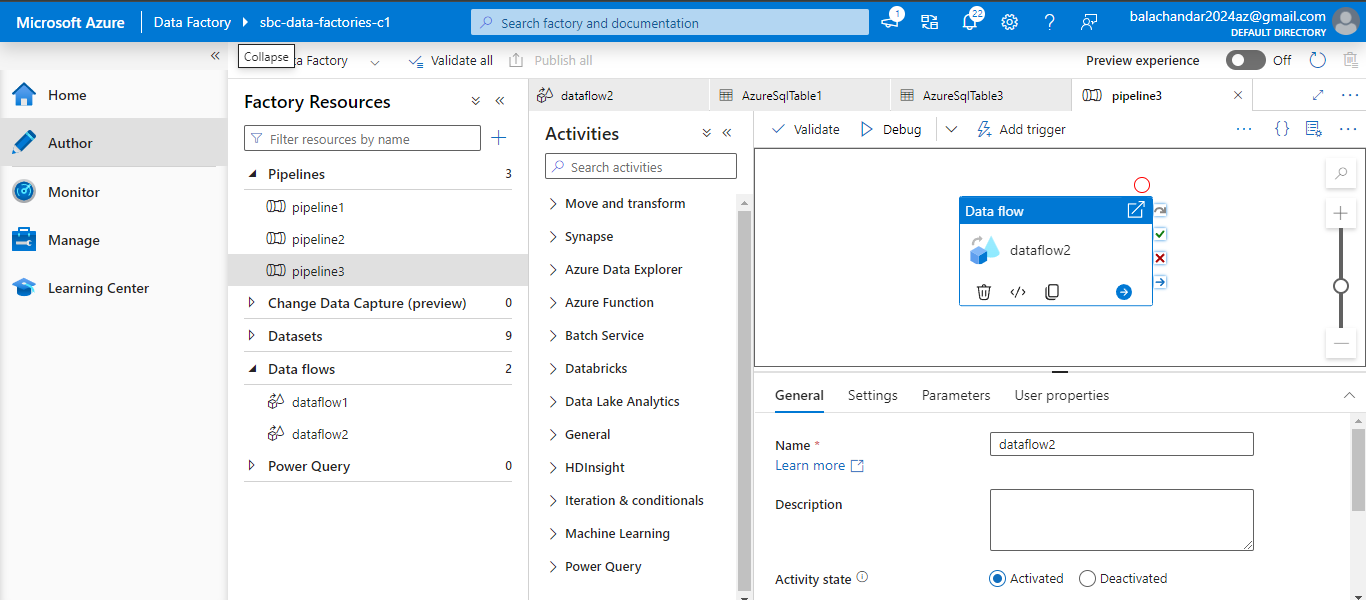 Microsoft Azure
Data Factory
sbc-data-factories-c1
Search factory and documentation
1
22
balachandar2024az@gmail.com
DEFAULT DIRECTORY
Collapse
Factory
Validate all
Publish all
Preview experience
Off
Home
Author
Monitor
Manage
Learning Center
Factory Resources
Filter resources by name
Pipelines 3
pipeline1
pipeline2
pipeline3
Change Data Capture (preview) 0
Datasets 9
Data flows 2
dataflow1
dataflow2
Power Query 0
dataflow2
AzureSqlTable1
AzureSqlTable3
pipeline3
Activities
Search activities
Move and transform
Synapse
Azure Data Explorer
Azure Function
Batch Service
Databricks
Data Lake Analytics
General
HDInsight
Iteration & conditionals
Machine Learning
Power Query
Validate
Debug
Add trigger
Data flow
dataflow2
General
Settings
Parameters
User properties
Name *
dataflow2
Learn more
Description
Activity state
Activated
Deactivated